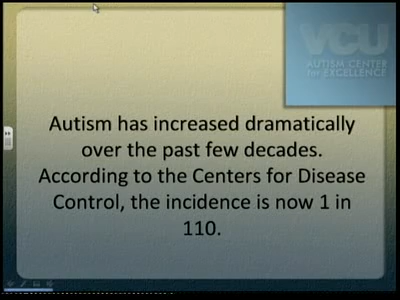 VCU
AUTISM CENTER
for EXCELLENCE
Autism has increased dramatically
over the past few decades.
According to the Centers for Disease
Control, the incidence is now 1 in
110.